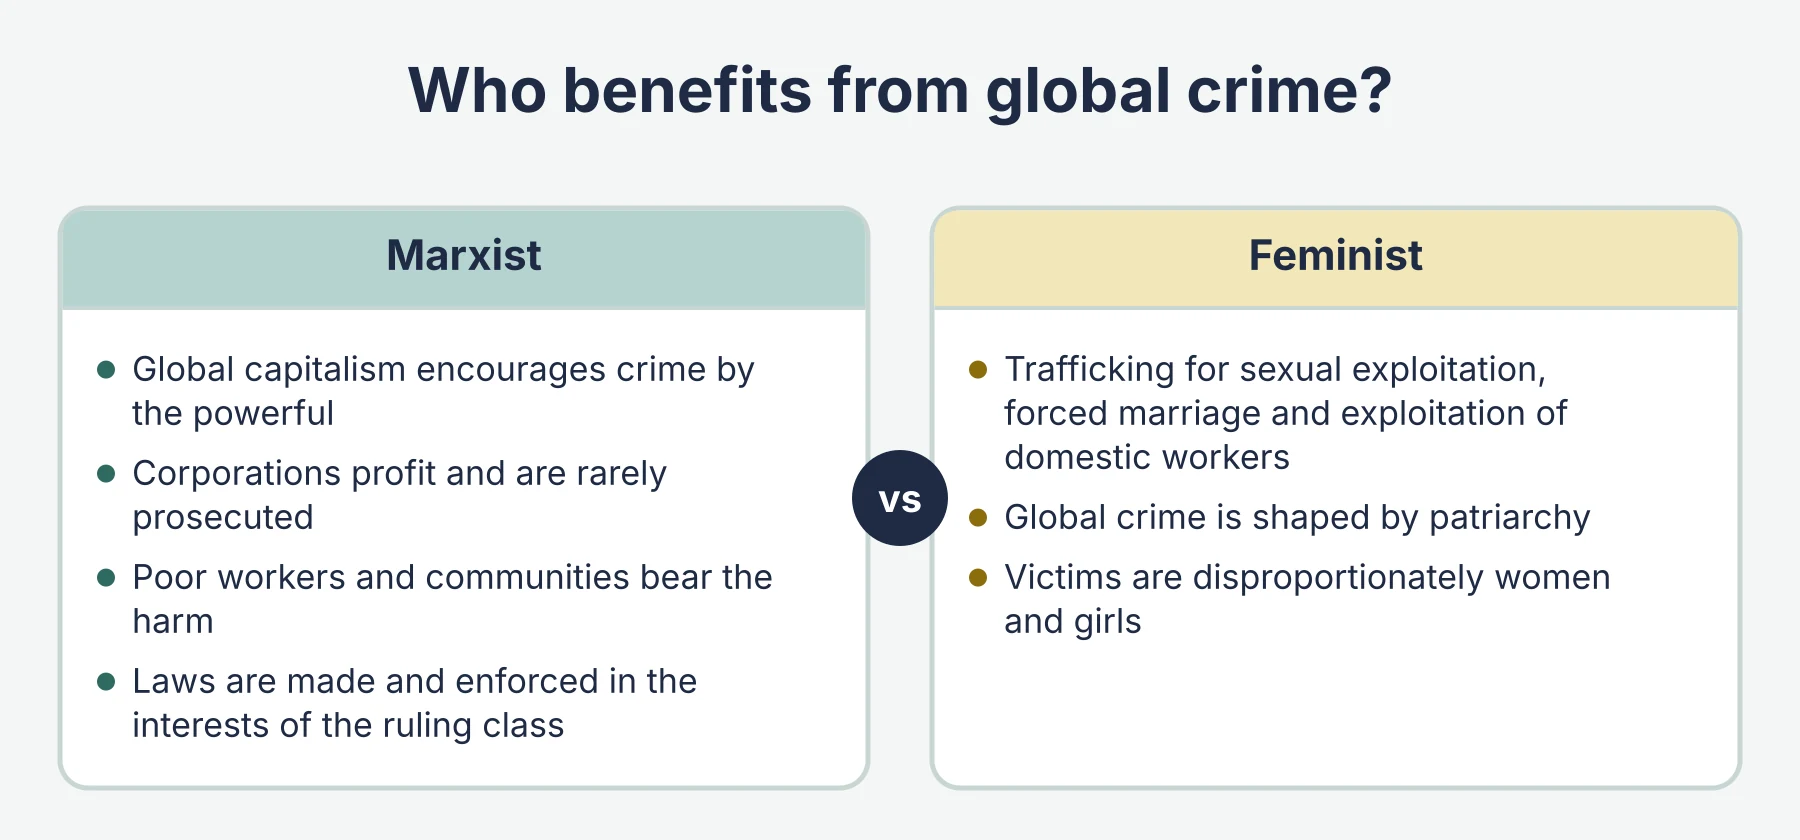 Who benefits from global crime?
Marxist
Global capitalism encourages crime by
the powerful
Corporations profit and are rarely
prosecuted
Poor workers and communities bear the
harm
Laws are made and enforced in the
interests of the ruling class
vs
Feminist
Trafficking for sexual exploitation,
forced marriage and exploitation of
domestic workers
Global crime is shaped by patriarchy
Victims are disproportionately women
and girls